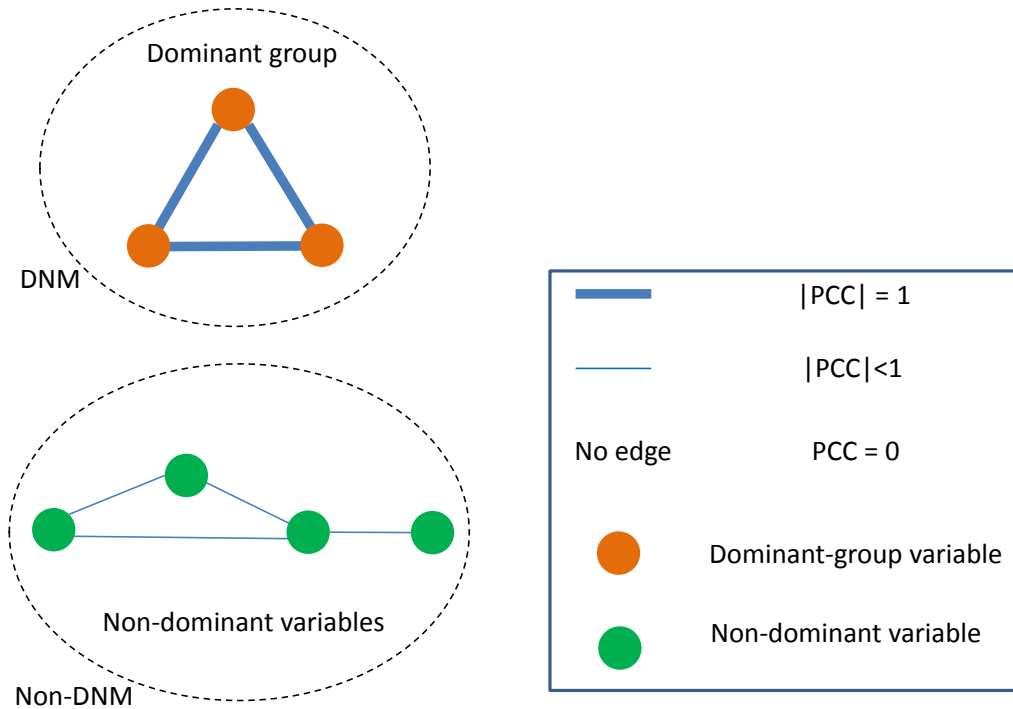 Dominant group
DNM
Non-dominant variables
Non-DNM
|PCC| = 1
|PCC|<1
No edge PCC = 0
Dominant-group variable
Non-dominant variable